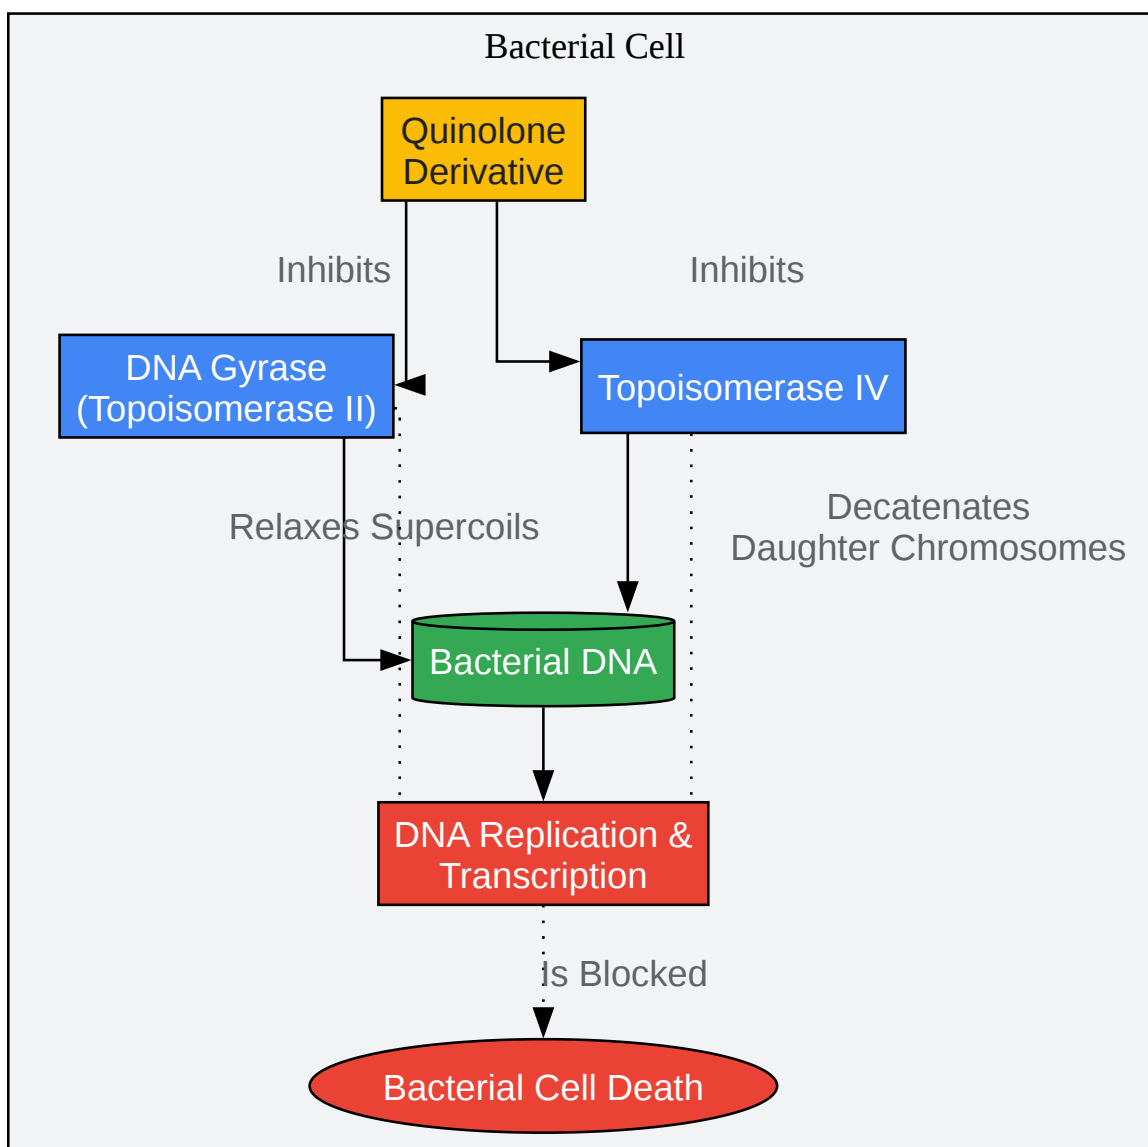 Bacterial Cell
Quinolone
Derivative
Inhibits
Inhibits
DNA Gyrase
(Topoisomerase II)
Topoisomerase IV
Relaxes Supercoils
Decatenates
Daughter Chromosomes
Bacterial DNA
DNA Replication &
Transcription
Is Blocked
Bacterial Cell Death